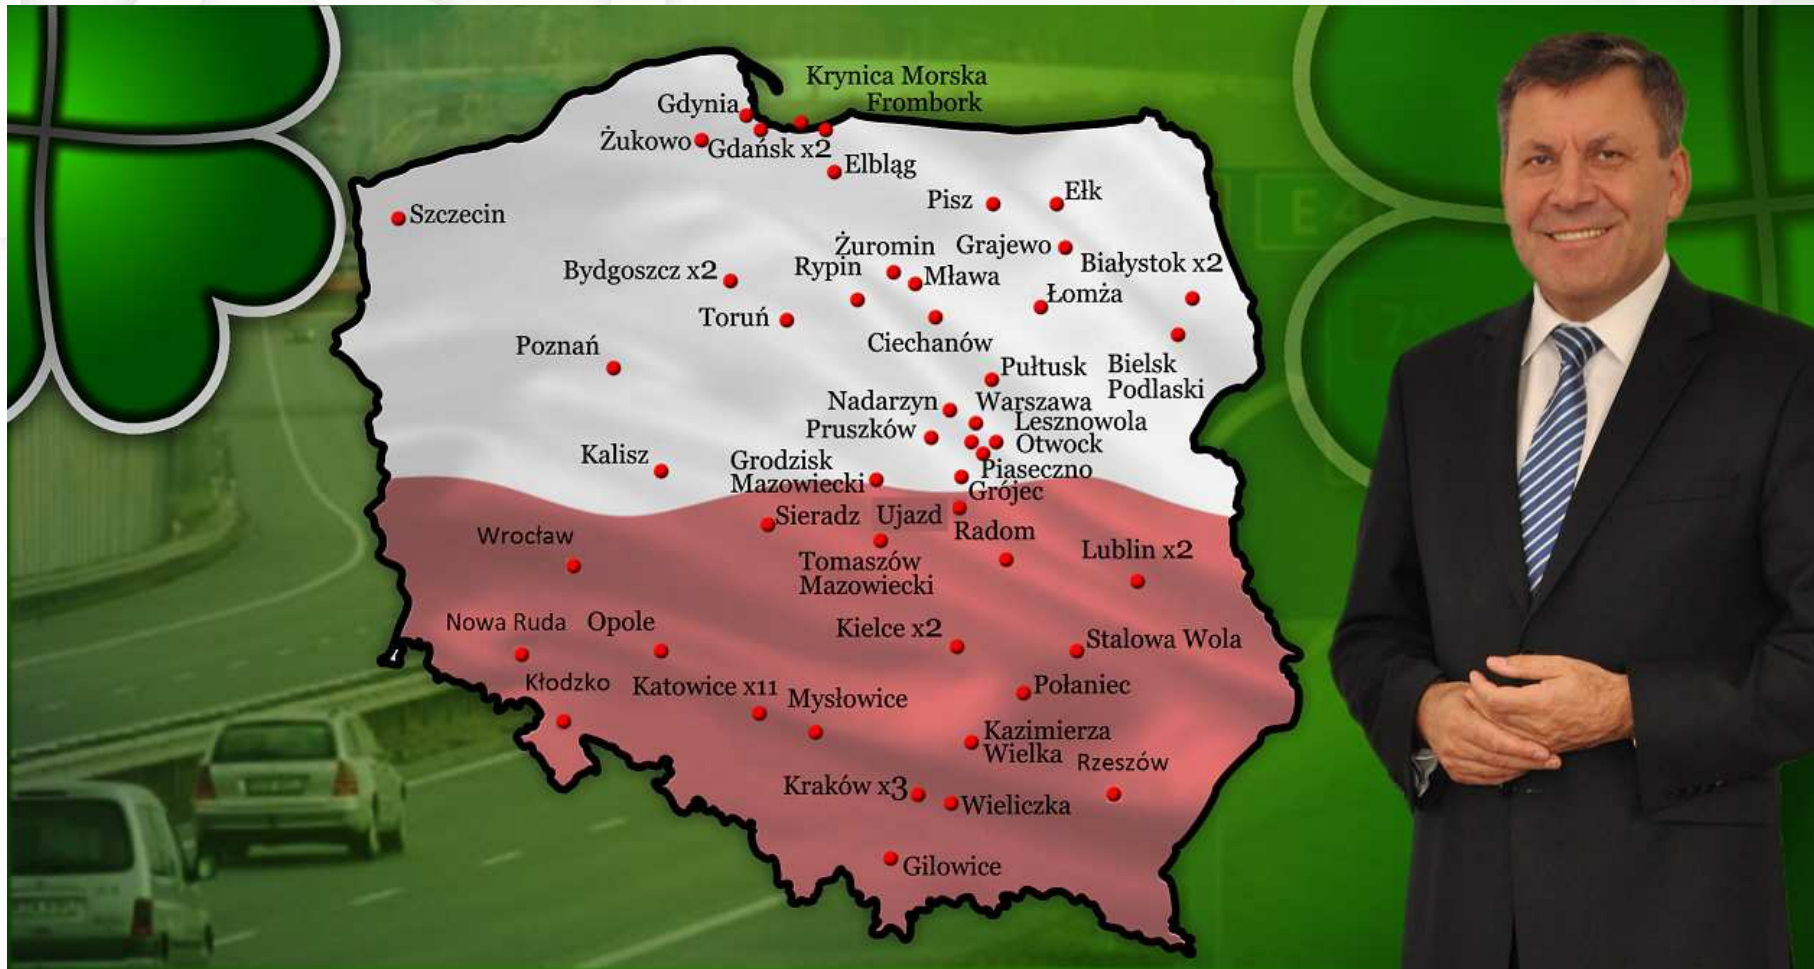 Krynica Morska
Frombork
Gdynia
Żukowo
Gdańsk x2
Elbląg
Szczecin
Pisz
Ełk
Żuromin
Grajewo
Białystok x2
Bydgoszcz x2
Rypin
Mława
Łomża
Toruń
Ciechanów
Poznań
Pułtusk
Bielsk
Podlaski
Nadarzyn
Warszawa
Lesznowola
Pruszków
Otwock
Kalisz
Grodzisk
Mazowiecki
Piaseczno
Grójec
Sieradz
Ujazd
Radom
Wrocław
Lublin x2
Tomaszów
Mazowiecki
Nowa Ruda
Opole
Kielce x2
Stalowa Wola
Kłodzko
Katowice x11
Mysłowice
Połaniec
Kazimierza
Wielka
Rzeszów
Kraków x3
Wieliczka
Gilowice